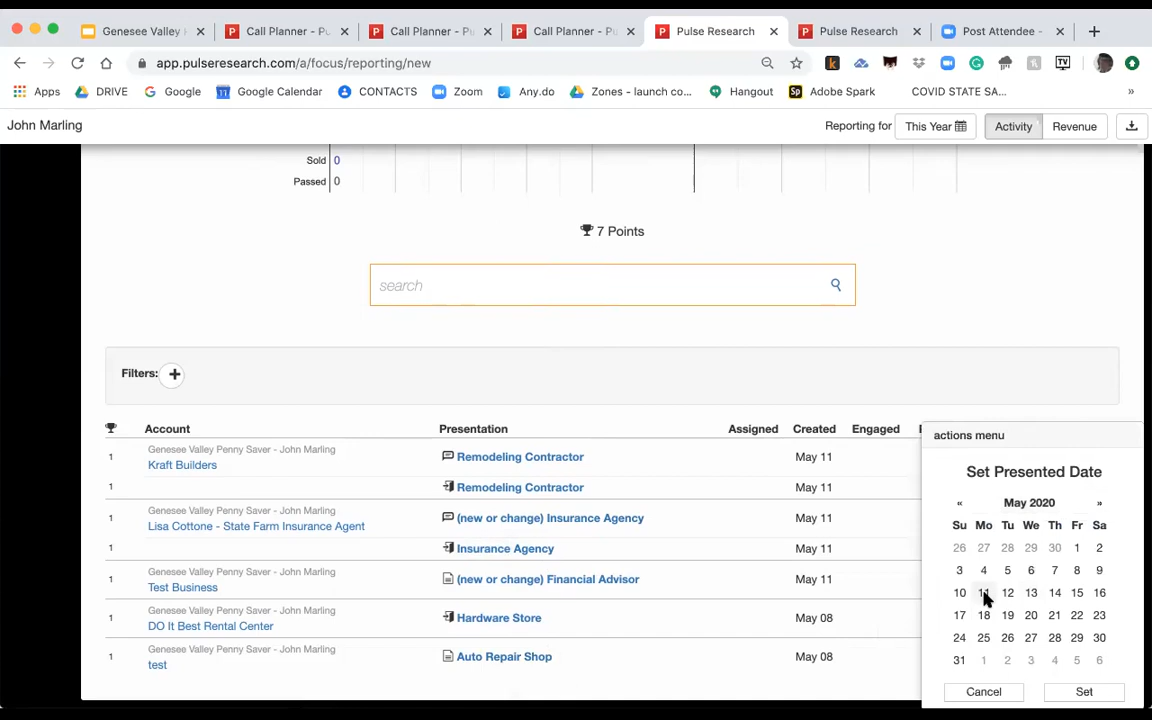 Genesee Valley
Call Planner - Pu
Call Planner - Pu
Call Planner - Pu
Pulse Research
Pulse Research
Post Attendee -
app.pulseresearch.com/a/focus/reporting/new
Apps
DRIVE
Google
Google Calendar
CONTACTS
Zoom
Any.do
Zones - launch co...
Hangout
Adobe Spark
COVID STATE SA...
»
John Marling
Reporting for
This Year
Activity
Revenue
Sold 0
Passed 0
7 Points
search
Filters:
Account Presentation Assigned Created Engaged
Genesee Valley Penny Saver - John Marling
1 Kraft Builders Remodeling Contractor May 11
1 Remodeling Contractor May 11
Genesee Valley Penny Saver - John Marling
1 Lisa Cottone - State Farm Insurance Agent (new or change) Insurance Agency May 11
1 Insurance Agency May 11
Genesee Valley Penny Saver - John Marling
1 Test Business (new or change) Financial Advisor May 11
Genesee Valley Penny Saver - John Marling
1 DO It Best Rental Center Hardware Store May 08
Genesee Valley Penny Saver - John Marling
1 test Auto Repair Shop May 08
actions menu
Set Presented Date
« May 2020 »
Su Mo Tu We Th Fr Sa
26 27 28 29 30 1 2
3 4 5 6 7 8 9
10 11 12 13 14 15 16
17 18 19 20 21 22 23
24 25 26 27 28 29 30
31 1 2 3 4 5 6
Cancel Set